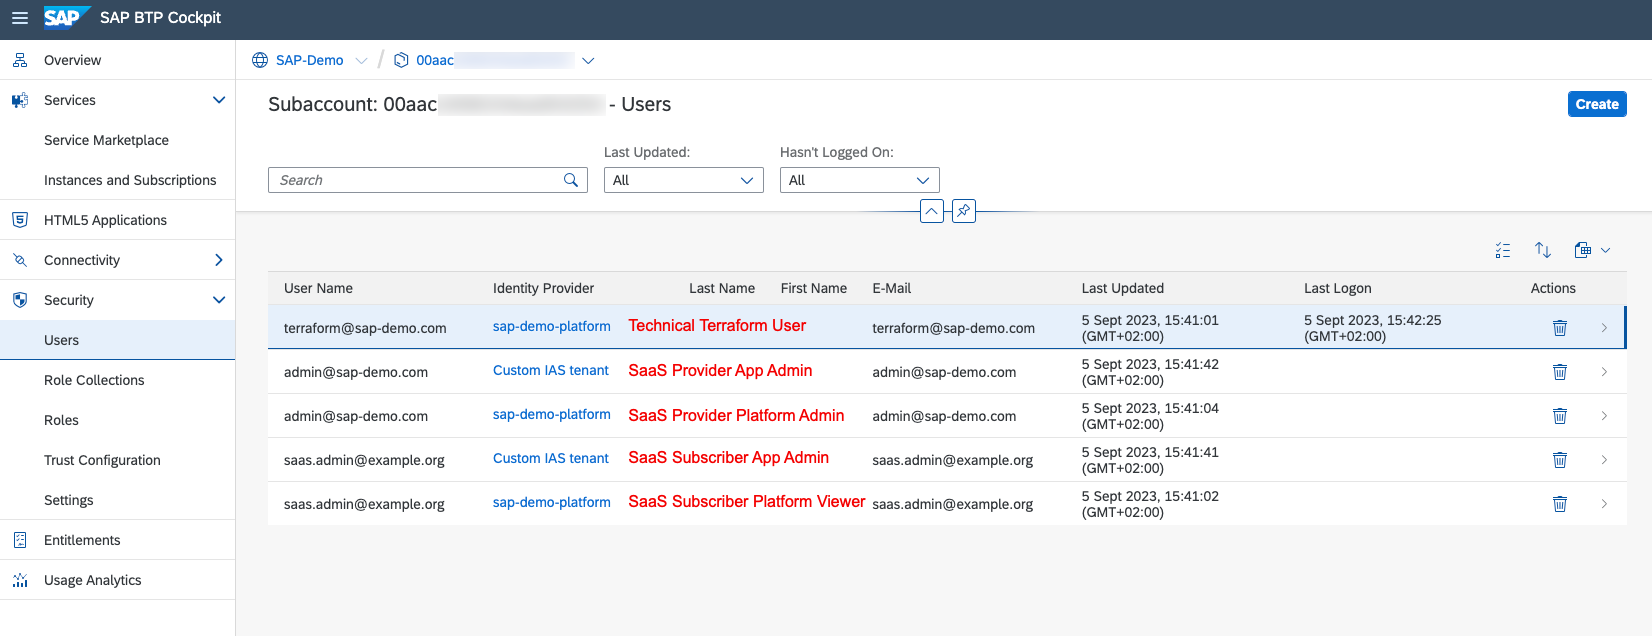 SAP SAP BTP Cockpit
Overview
Services
Service Marketplace
Instances and Subscriptions
HTML5 Applications
Connectivity
Security
Users
Role Collections
Roles
Trust Configuration
Settings
Entitlements
Usage Analytics
SAP-Demo / 00aac
Subaccount: 00aac - Users
Create
Last Updated: Hasn't Logged On:
Search All All
User Name Identity Provider Last Name First Name E-Mail Last Updated Last Logon Actions
terraform@sap-demo.com sap-demo-platform Technical Terraform User terraform@sap-demo.com 5 Sept 2023, 15:41:01 5 Sept 2023, 15:42:25
(GMT+02:00) (GMT+02:00)
admin@sap-demo.com Custom IAS tenant SaaS Provider App Admin admin@sap-demo.com 5 Sept 2023, 15:41:42
(GMT+02:00)
admin@sap-demo.com sap-demo-platform SaaS Provider Platform Admin admin@sap-demo.com 5 Sept 2023, 15:41:04
(GMT+02:00)
saas.admin@example.org Custom IAS tenant SaaS Subscriber App Admin saas.admin@example.org 5 Sept 2023, 15:41:41
(GMT+02:00)
saas.admin@example.org sap-demo-platform SaaS Subscriber Platform Viewer saas.admin@example.org 5 Sept 2023, 15:41:02
(GMT+02:00)